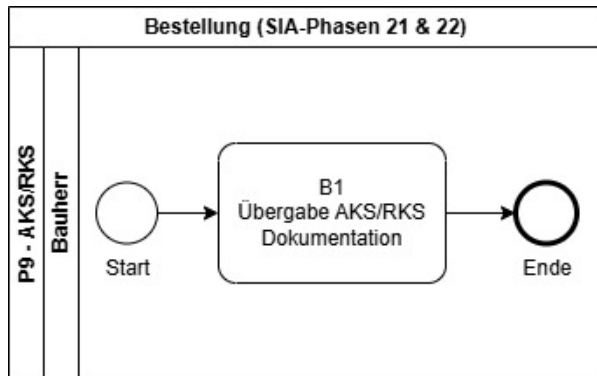 Bestellung (SIA-Phasen 21 & 22)
P9 - AKS/RKS
Bauherr
Start
B1
Übergabe AKS/RKS
Dokumentation
Ende